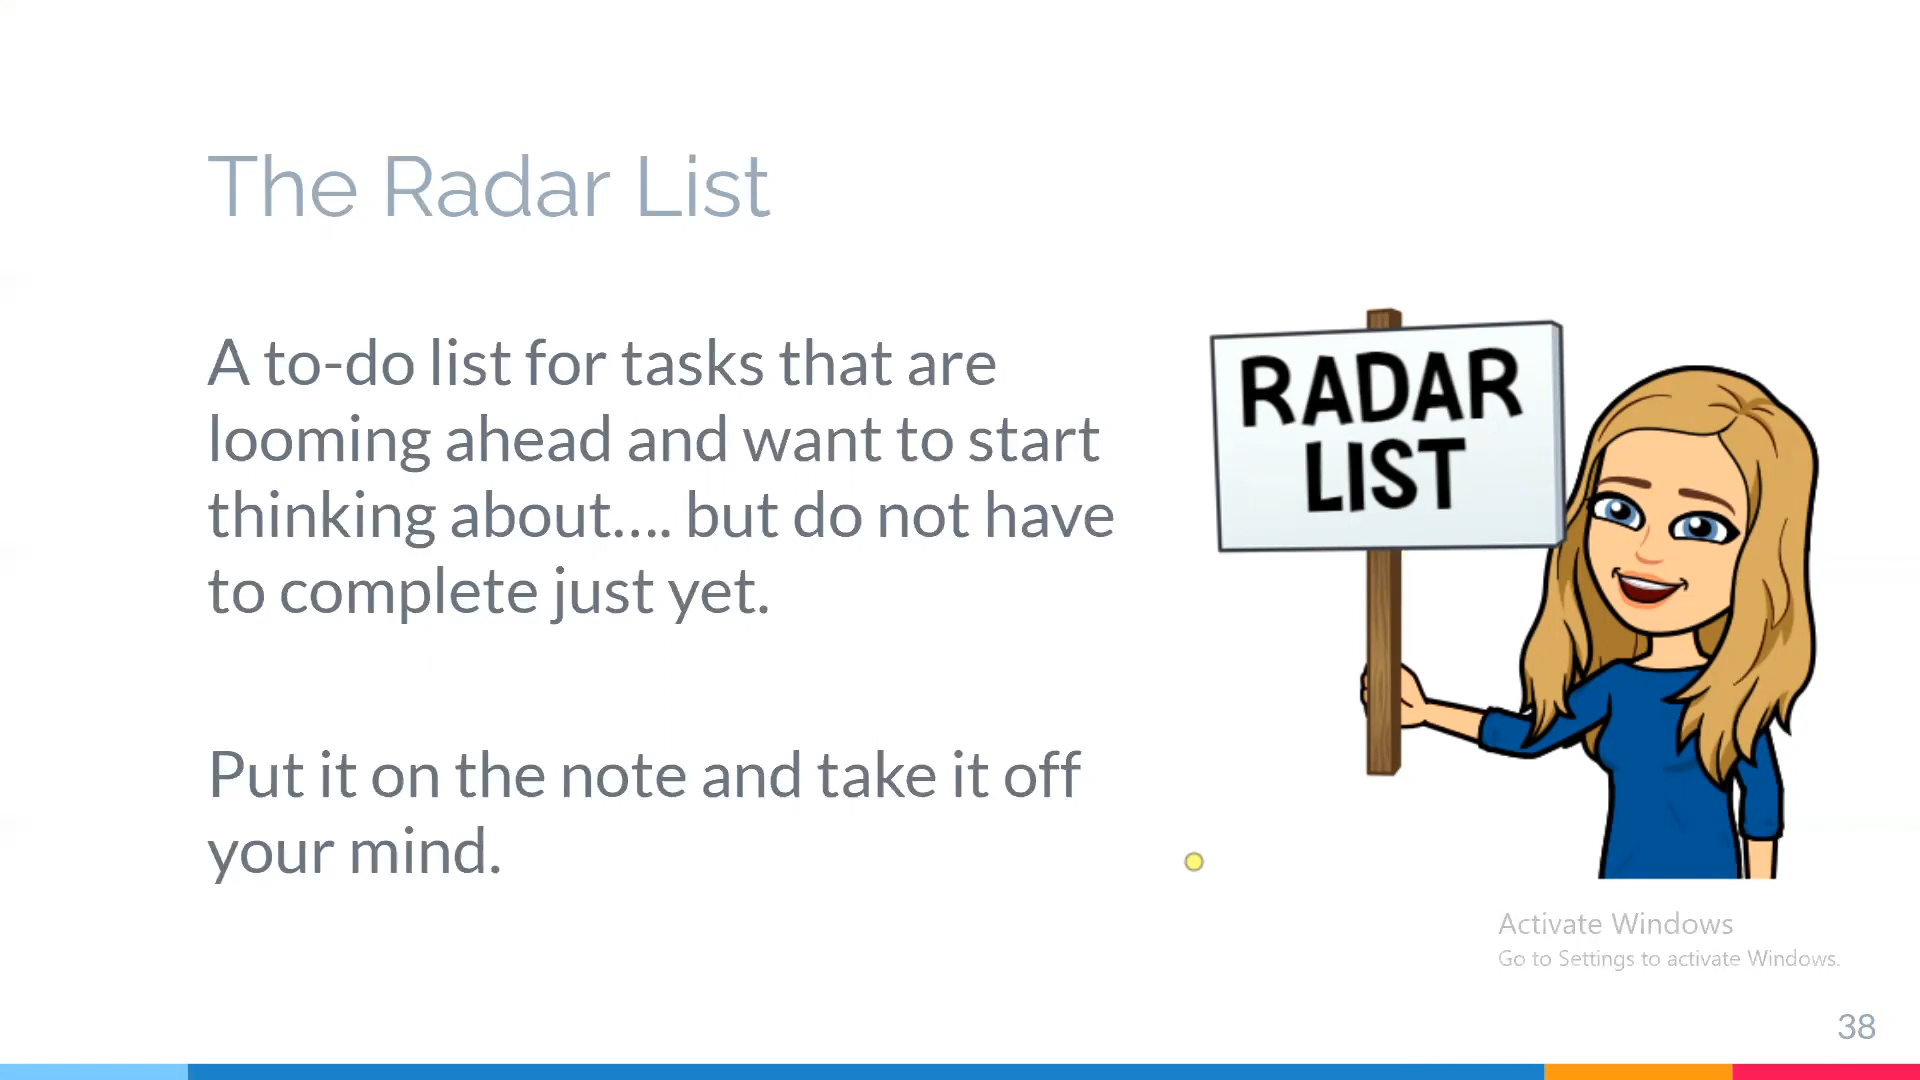 The Radar List
A to-do list for tasks that are
looming ahead and want to start
thinking about.... but do not have
to complete just yet.
Put it on the note and take it off
your mind.
RADAR
LIST
Activate Windows
Go to Settings to activate Windows.
38